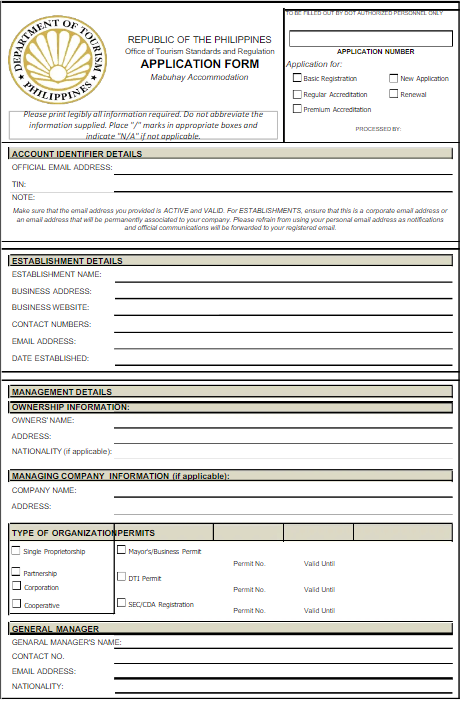 DEPARTMENT OF TOURISM
PHILIPPINES
REPUBLIC OF THE PHILIPPINES
Office of Tourism Standards and Regulation
APPLICATION FORM
Mabuhay Accommodation
Please print legibly all information required. Do not abbreviate the
information supplied. Place "/" marks in appropriate boxes and
indicate "N/A" if not applicable.
TO BE FILLED OUT BY DOT AUTHORIZED PERSONNEL ONLY
APPLICATION NUMBER
Application for:
Basic Registration
New Application
Regular Accreditation
Renewal
Premium Accreditation
PROCESSED BY:
ACCOUNT IDENTIFIER DETAILS
OFFICIAL EMAIL ADDRESS:
TIN:
NOTE:
Make sure that the email address you provided is ACTIVE and VALID. For ESTABLISHMENTS, ensure that this is a corporate email address or
an email address that will be permanently associated to your company. Please refrain from using your personal email address as notifications
and official communications will be forwarded to your registered email.
ESTABLISHMENT DETAILS
ESTABLISHMENT NAME:
BUSINESS ADDRESS:
BUSINESS WEBSITE:
CONTACT NUMBERS:
EMAIL ADDRESS:
DATE ESTABLISHED:
MANAGEMENT DETAILS
OWNERSHIP INFORMATION:
OWNERS' NAME:
ADDRESS:
NATIONALITY (if applicable):
MANAGING COMPANY INFORMATION (if applicable):
COMPANY NAME:
ADDRESS:
TYPE OF ORGANIZATION
PERMITS
Single Proprietorship
Partnership
Corporation
Cooperative
Mayor's/Business Permit
Permit No. Valid Until
DTI Permit
Permit No. Valid Until
SEC/CDA Registration
Permit No. Valid Until
GENERAL MANAGER
GENARAL MANAGER'S NAME:
CONTACT NO.
EMAIL ADDRESS:
NATIONALITY: